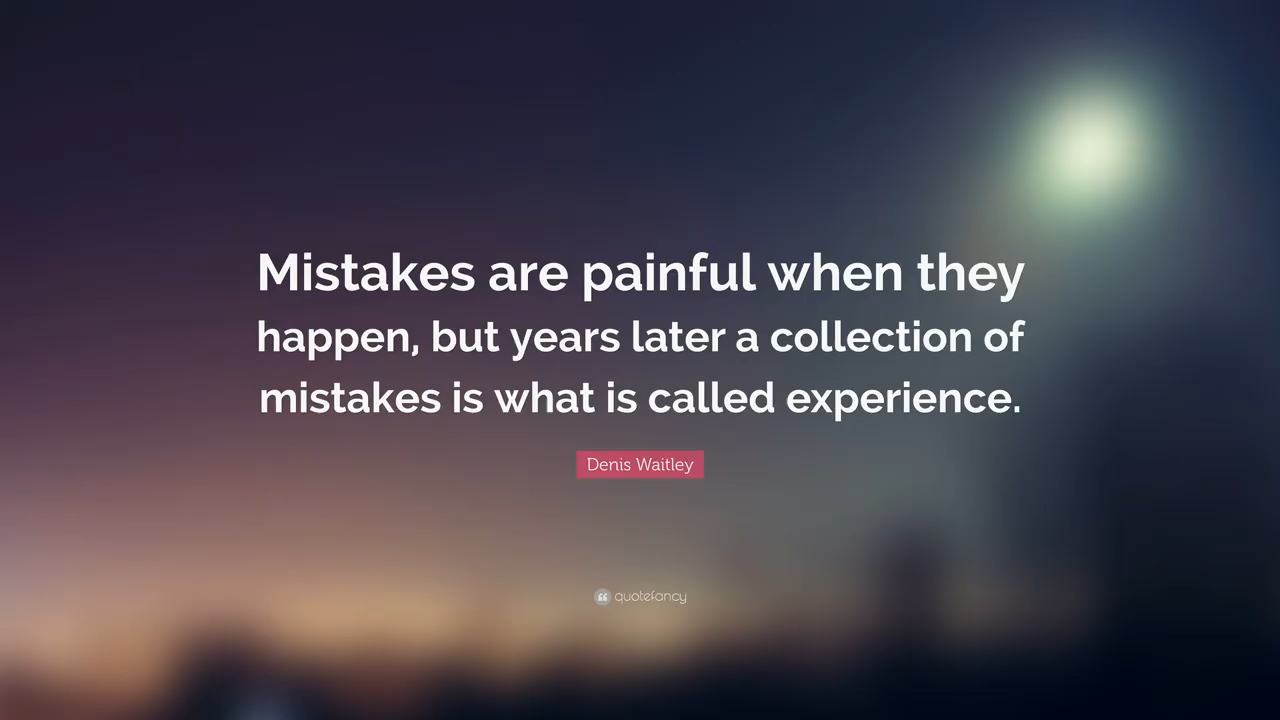 Mistakes are painful when they
happen, but years later a collection of
mistakes is what is called experience.
Denis Waitley
quotefancy